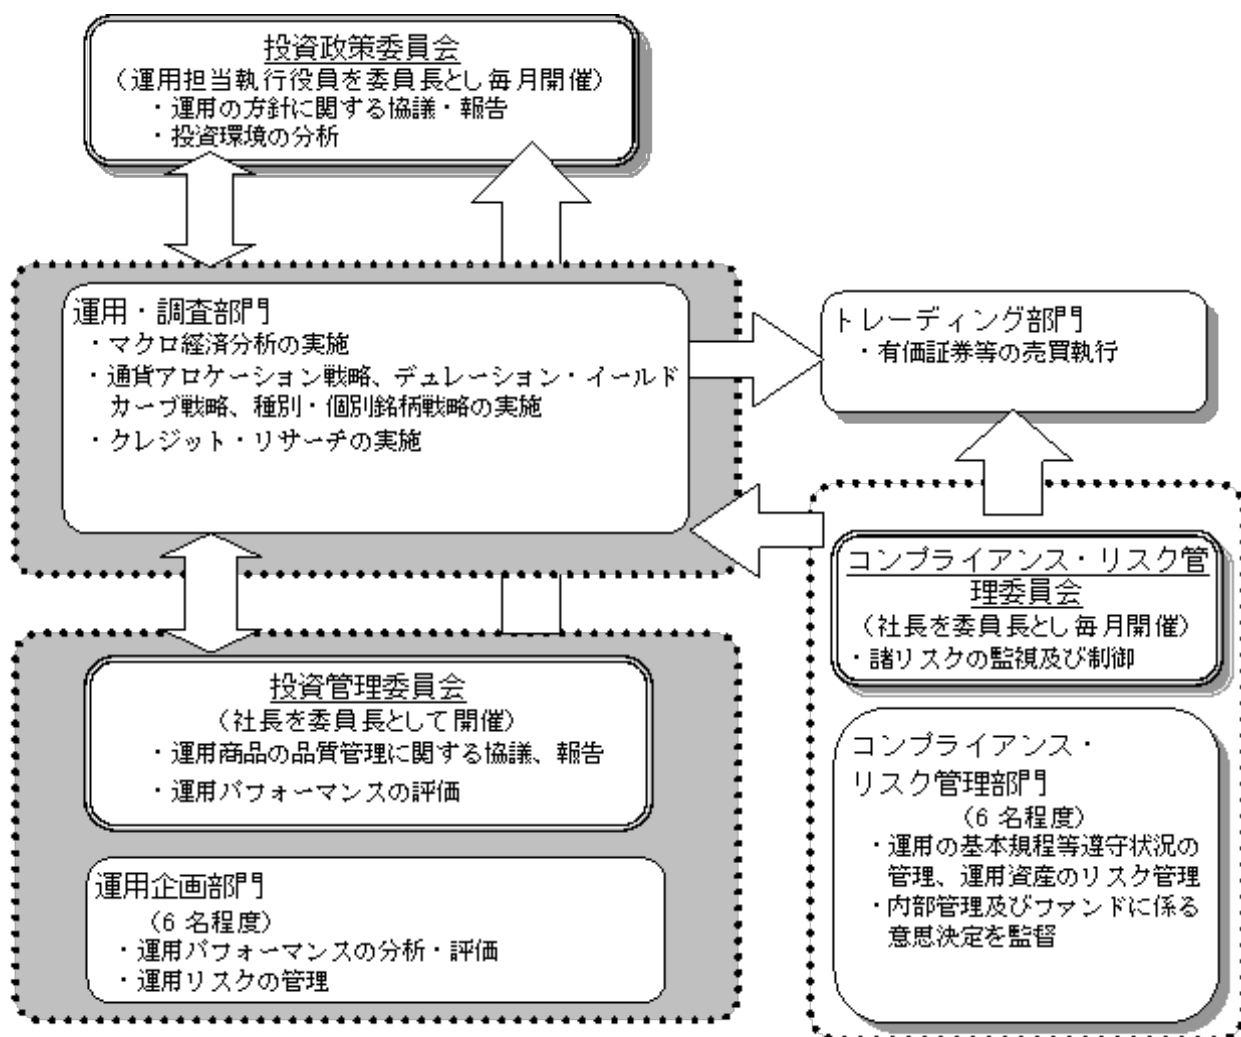 投資政策委員会
（運用担当執行役員を委員長とし毎月開催）
・運用の方針に関する協議・報告
・投資環境の分析
運用・調査部門
・マクロ経済分析の実施
・通貨アロケーション戦略、デュレーション・イールド
カーブ戦略、種別・個別銘柄戦略の実施
・クレジット・リサーチの実施
トレーディング部門
・有価証券等の売買執行
コンプライアンス・リスク管
理委員会
（社長を委員長とし毎月開催）
・諸リスクの監視及び制御
投資管理委員会
（社長を委員長として開催）
・運用商品の品質管理に関する協議、報告
・運用パフォーマンスの評価
コンプライアンス・
リスク管理部門
（6 名程度）
・運用の基本規程等遵守状況の
管理、運用資産のリスク管理
・内部管理及びファンドに係る
意思決定を監督
運用企画部門
（6 名程度）
・運用パフォーマンスの分析・評価
・運用リスクの管理